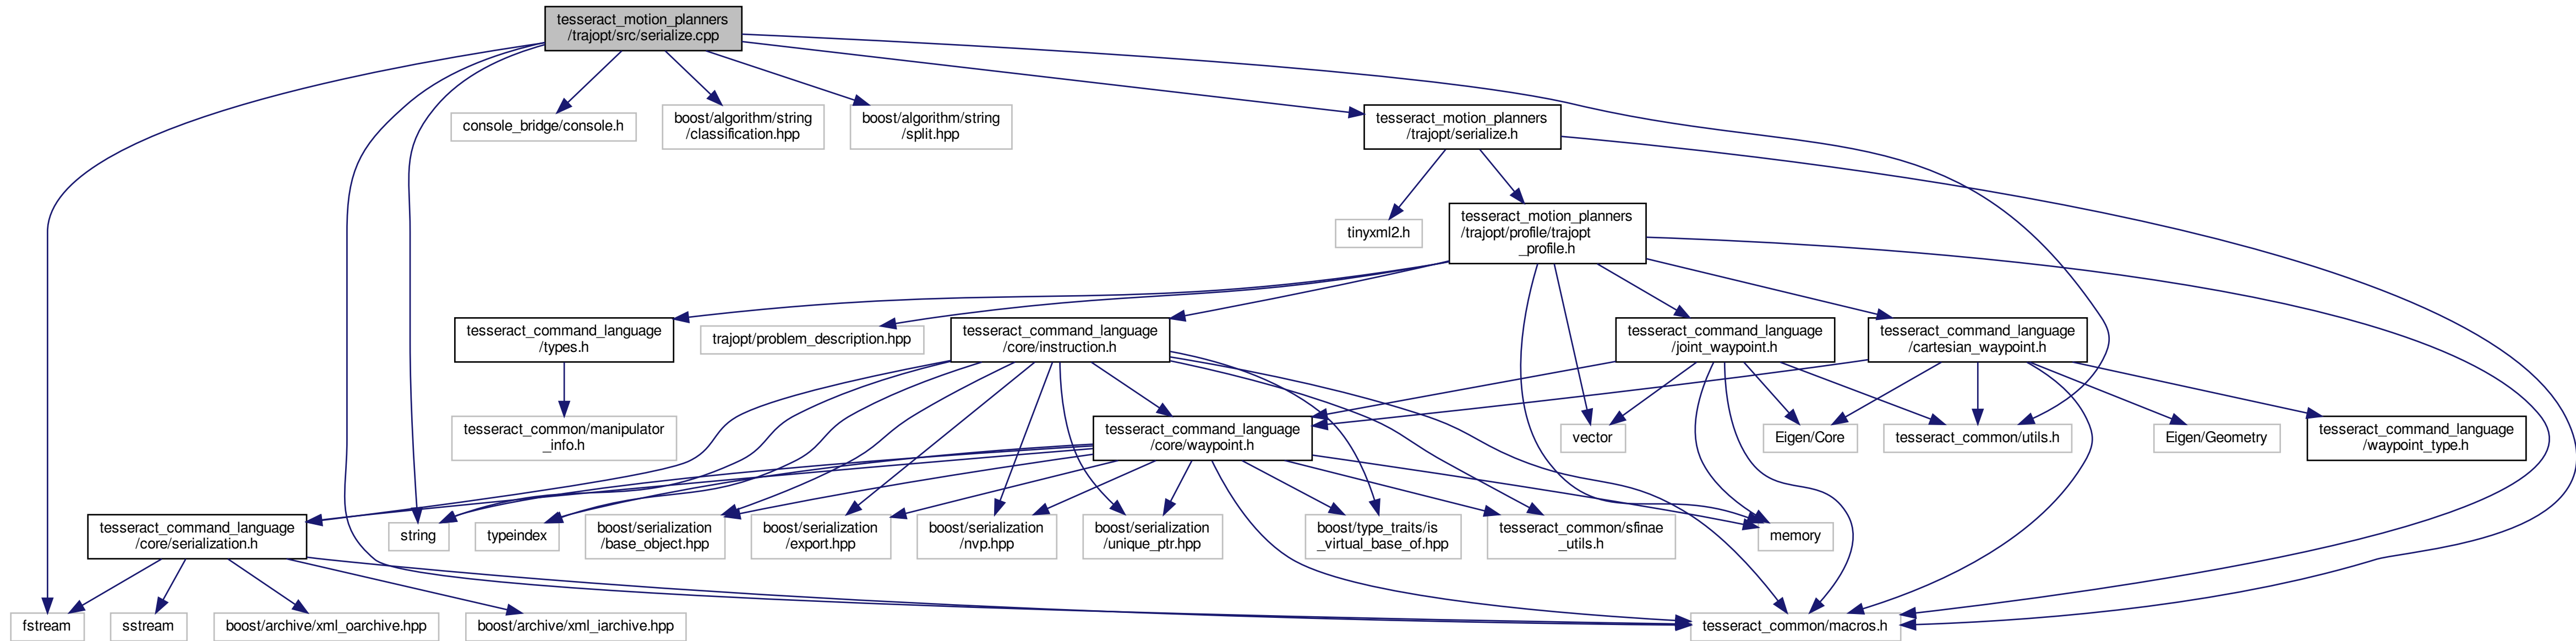 tesseract_motion_planners
/trajopt/src/serialize.cpp
console_bridge/console.h
boost/algorithm/string
/classification.hpp
boost/algorithm/string
/split.hpp
tesseract_motion_planners
/trajopt/serialize.h
tinyxml2.h
tesseract_motion_planners
/trajopt/profile/trajopt
_profile.h
tesseract_command_language
/types.h
trajopt/problem_description.hpp
tesseract_command_language
/core/instruction.h
tesseract_command_language
/joint_waypoint.h
tesseract_command_language
/cartesian_waypoint.h
tesseract_common/manipulator
_info.h
tesseract_command_language
/core/waypoint.h
vector
Eigen/Core
tesseract_common/utils.h
Eigen/Geometry
tesseract_command_language
/waypoint_type.h
tesseract_command_language
/core/serialization.h
string
typeindex
boost/serialization
/base_object.hpp
boost/serialization
/export.hpp
boost/serialization
/nvp.hpp
boost/serialization
/unique_ptr.hpp
boost/type_traits/is
_virtual_base_of.hpp
tesseract_common/sfinae
_utils.h
memory
fstream
sstream
boost/archive/xml_oarchive.hpp
boost/archive/xml_iarchive.hpp
tesseract_common/macros.h